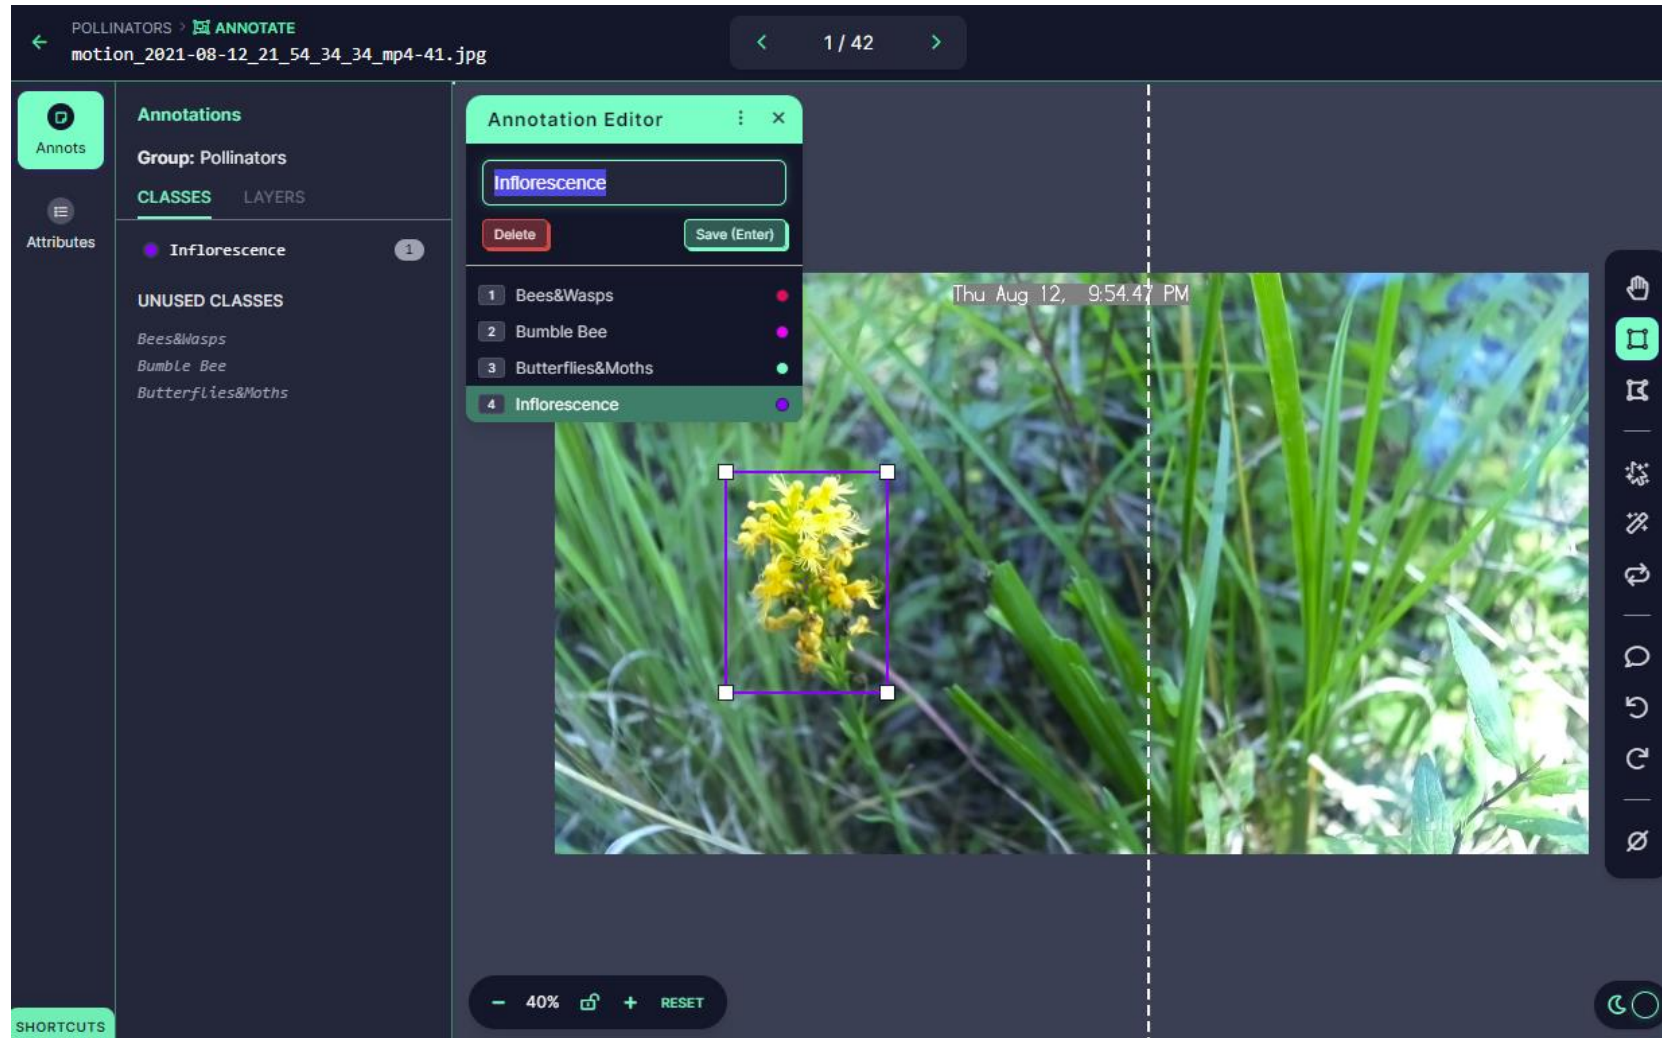 POLLINATORS > ANNOTATE
motion_2021-08-12_21_54_34_34_mp4-41.jpg
1 / 42
Annots
Attributes
Annotations
Group: Pollinators
CLASSES LAYERS
Inflorescence 1
UNUSED CLASSES
Bees&Wasps
Bumble Bee
Butterflies&Moths
Annotation Editor
Inflorescence
Delete Save (Enter)
1 Bees&Wasps
2 Bumble Bee
3 Butterflies&Moths
4 Inflorescence
Thu Aug 12, 9:54.47 PM
40% RESET
SHORTCUTS